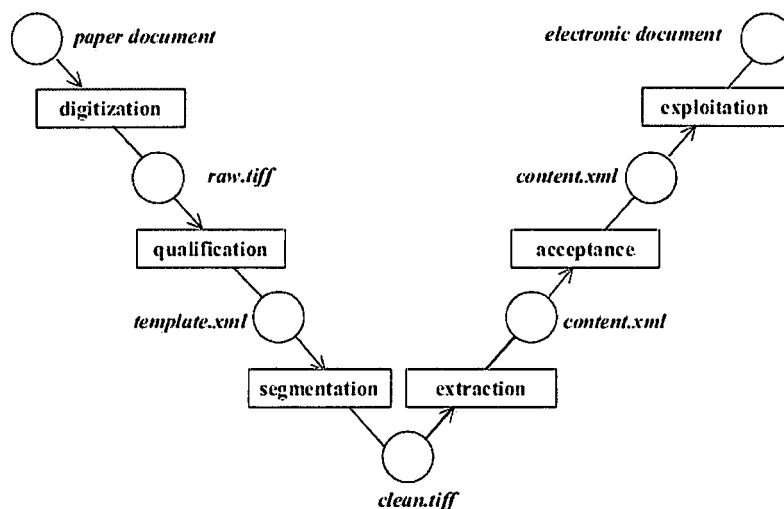 paper document
electronic document
digitization
exploitation
raw.tiff
content.xml
qualification
acceptance
template.xml
content.xml
segmentation
extraction
clean.tiff